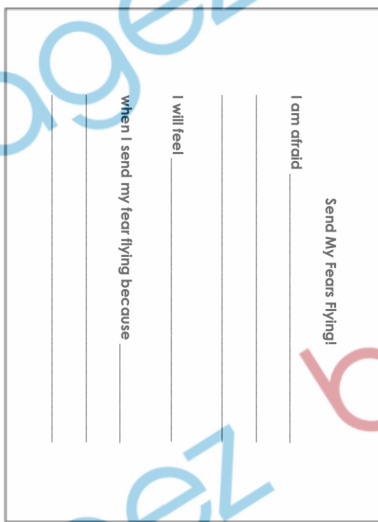 Send My Fears Flying!
I am afraid
I will feel
when I send my fear flying because